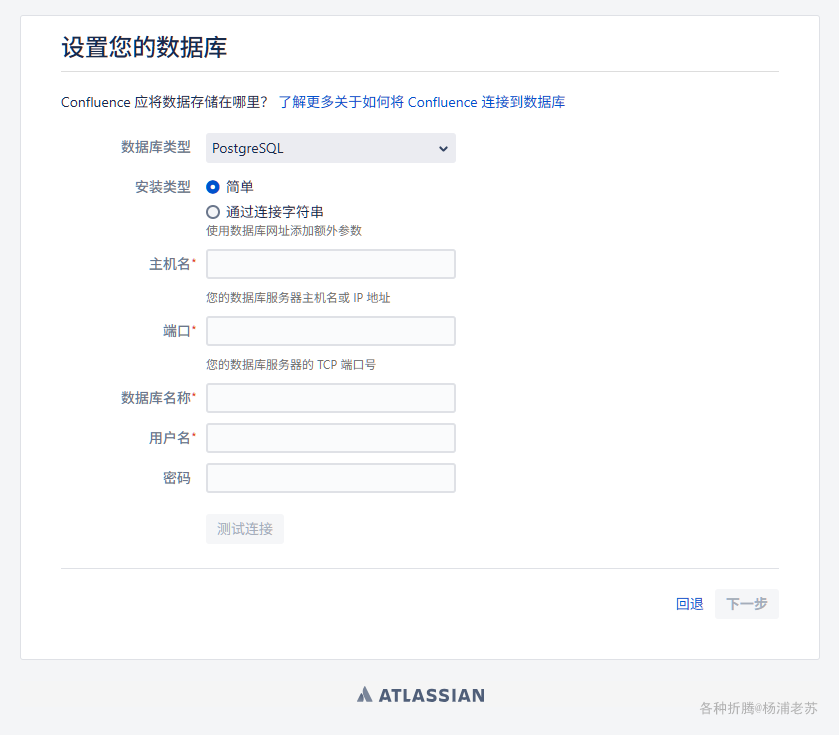 设置您的数据库
Confluence 应将数据存储在哪里? 了解更多关于如何将 Confluence 连接到数据库
数据库类型 PostgreSQL
安装类型 简单
通过连接字符串
使用数据库网址添加额外参数
主机名*
您的数据库服务器主机名或 IP 地址
端口*
您的数据库服务器的 TCP 端口号
数据库名称*
用户名*
密码
测试连接
回退 下一步
ATLASSIAN
各种折腾@杨浦老苏